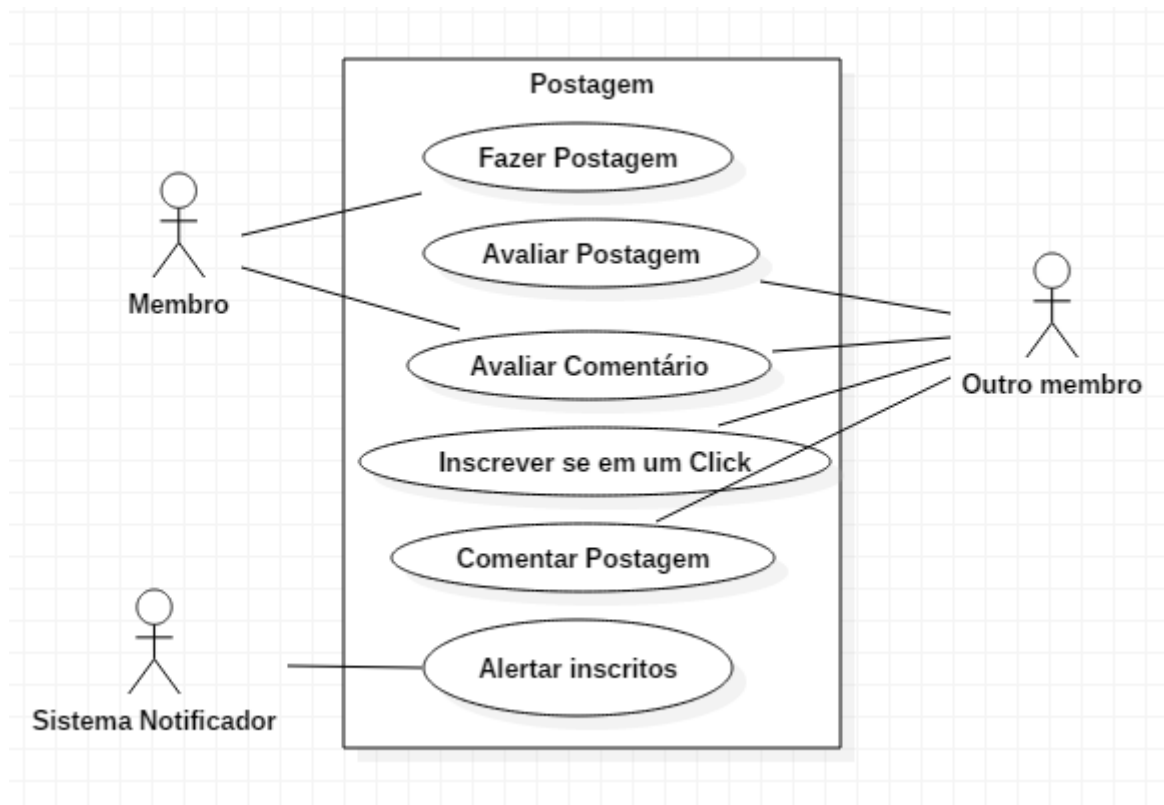 Postagem
Fazer Postagem
Avaliar Postagem
Membro
Avaliar Comentário
Outro membro
Inscrever se em um Click
Comentar Postagem
Alertar inscritos
Sistema Notificador